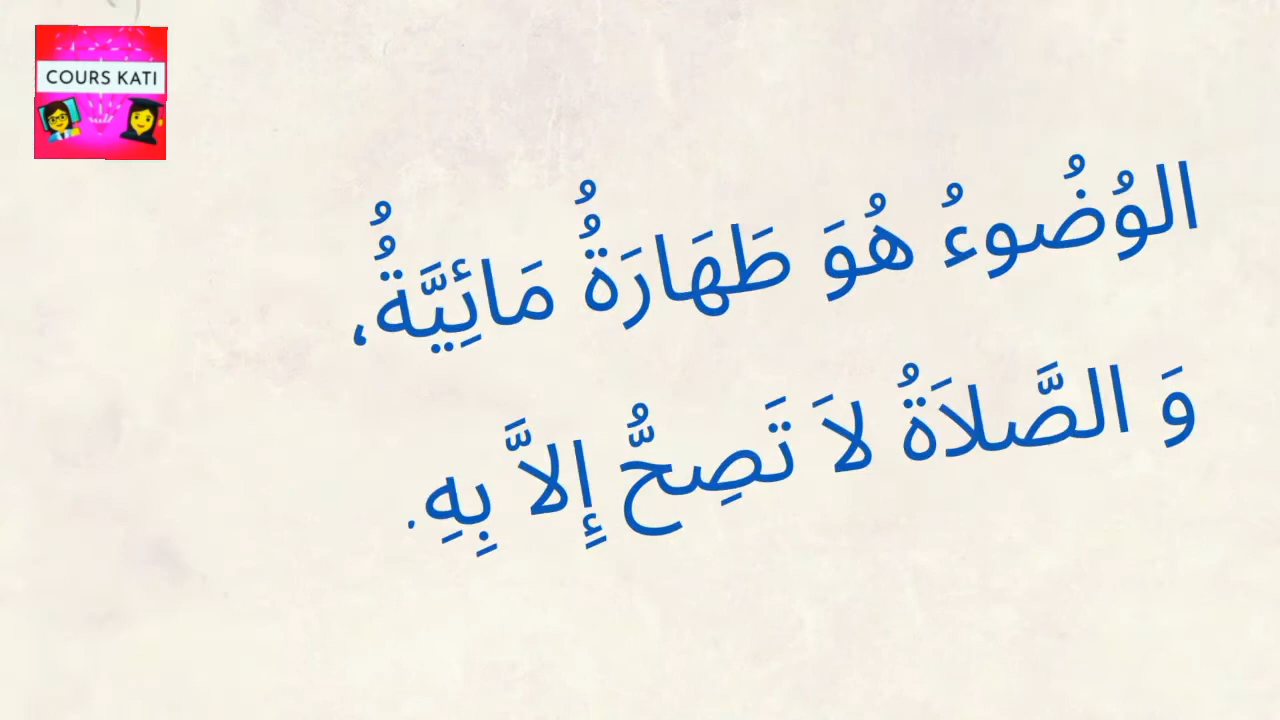 COURS KATI
الوُضُوءُ هُوَ طَهَارَةُُ مَائِيَّةُُ،
وَ الصَّلاَةُ لاَ تَصِحُّ إِلاَّ بِهِ.